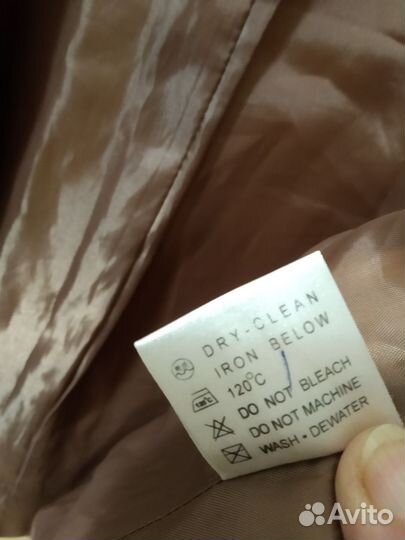 DRY-CLEAN
IRON BELOW
120°C
DO NOT BLEACH
DO NOT MACHINE
WASH · DEWATER
Avito